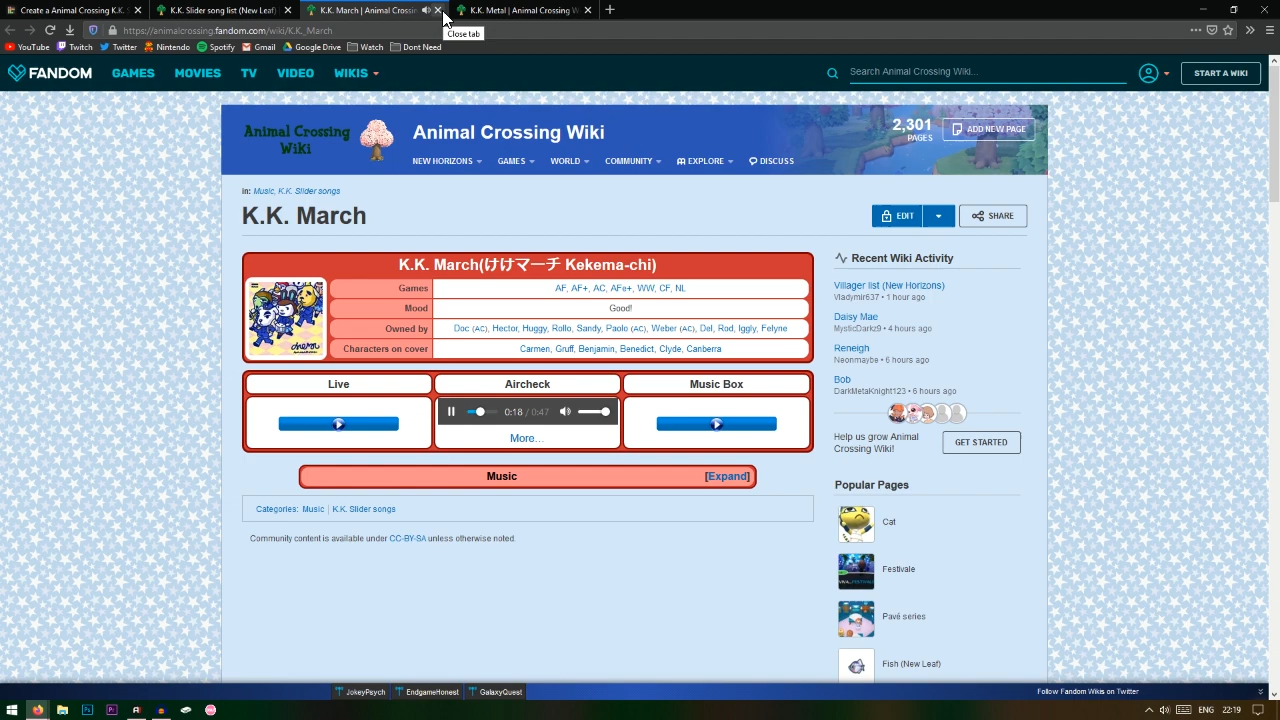 Create a Animal Crossing K.K. S
K.K. Slider song list (New Leaf)
K.K. March | Animal Crossin
K.K. Metal | Animal Crossing W
Close tab
https://animalcrossing.fandom.com/wiki/K.K._March
YouTube Twitch Twitter Nintendo Spotify Gmail Google Drive Watch Dont Need
FANDOM GAMES MOVIES TV VIDEO WIKIS
Search Animal Crossing Wiki...
START A WIKI
Animal Crossing Wiki
Animal Crossing Wiki
2,301 PAGES
ADD NEW PAGE
NEW HORIZONS GAMES WORLD COMMUNITY EXPLORE DISCUSS
in: Music, K.K. Slider songs
K.K. March
EDIT
SHARE
K.K. March(けけマーチ Kekema-chi)
Games AF, AF+, AC, AFe+, WW, CF, NL
Mood Good!
Owned by Doc (AC), Hector, Huggy, Rollo, Sandy, Paolo (AC), Weber (AC), Del, Rod, Iggly, Felyne
Characters on cover Carmen, Gruff, Benjamin, Benedict, Clyde, Canberra
Live Aircheck Music Box
0:18 / 0:47
More…
Music [Expand]
Categories: Music K.K. Slider songs
Community content is available under CC-BY-SA unless otherwise noted.
Recent Wiki Activity
Villager list (New Horizons)
Vladymir637 • 1 hour ago
Daisy Mae
MysticDarkz9 • 4 hours ago
Reneigh
Neonmaybe • 6 hours ago
Bob
DarkMetaKnight123 • 6 hours ago
Help us grow Animal Crossing Wiki!
GET STARTED
Popular Pages
Cat
Festivale
Pavé series
Fish (New Leaf)
JokeyPsych EndgameHonest GalaxyQuest
Follow Fandom Wikis on Twitter
ENG 22:19